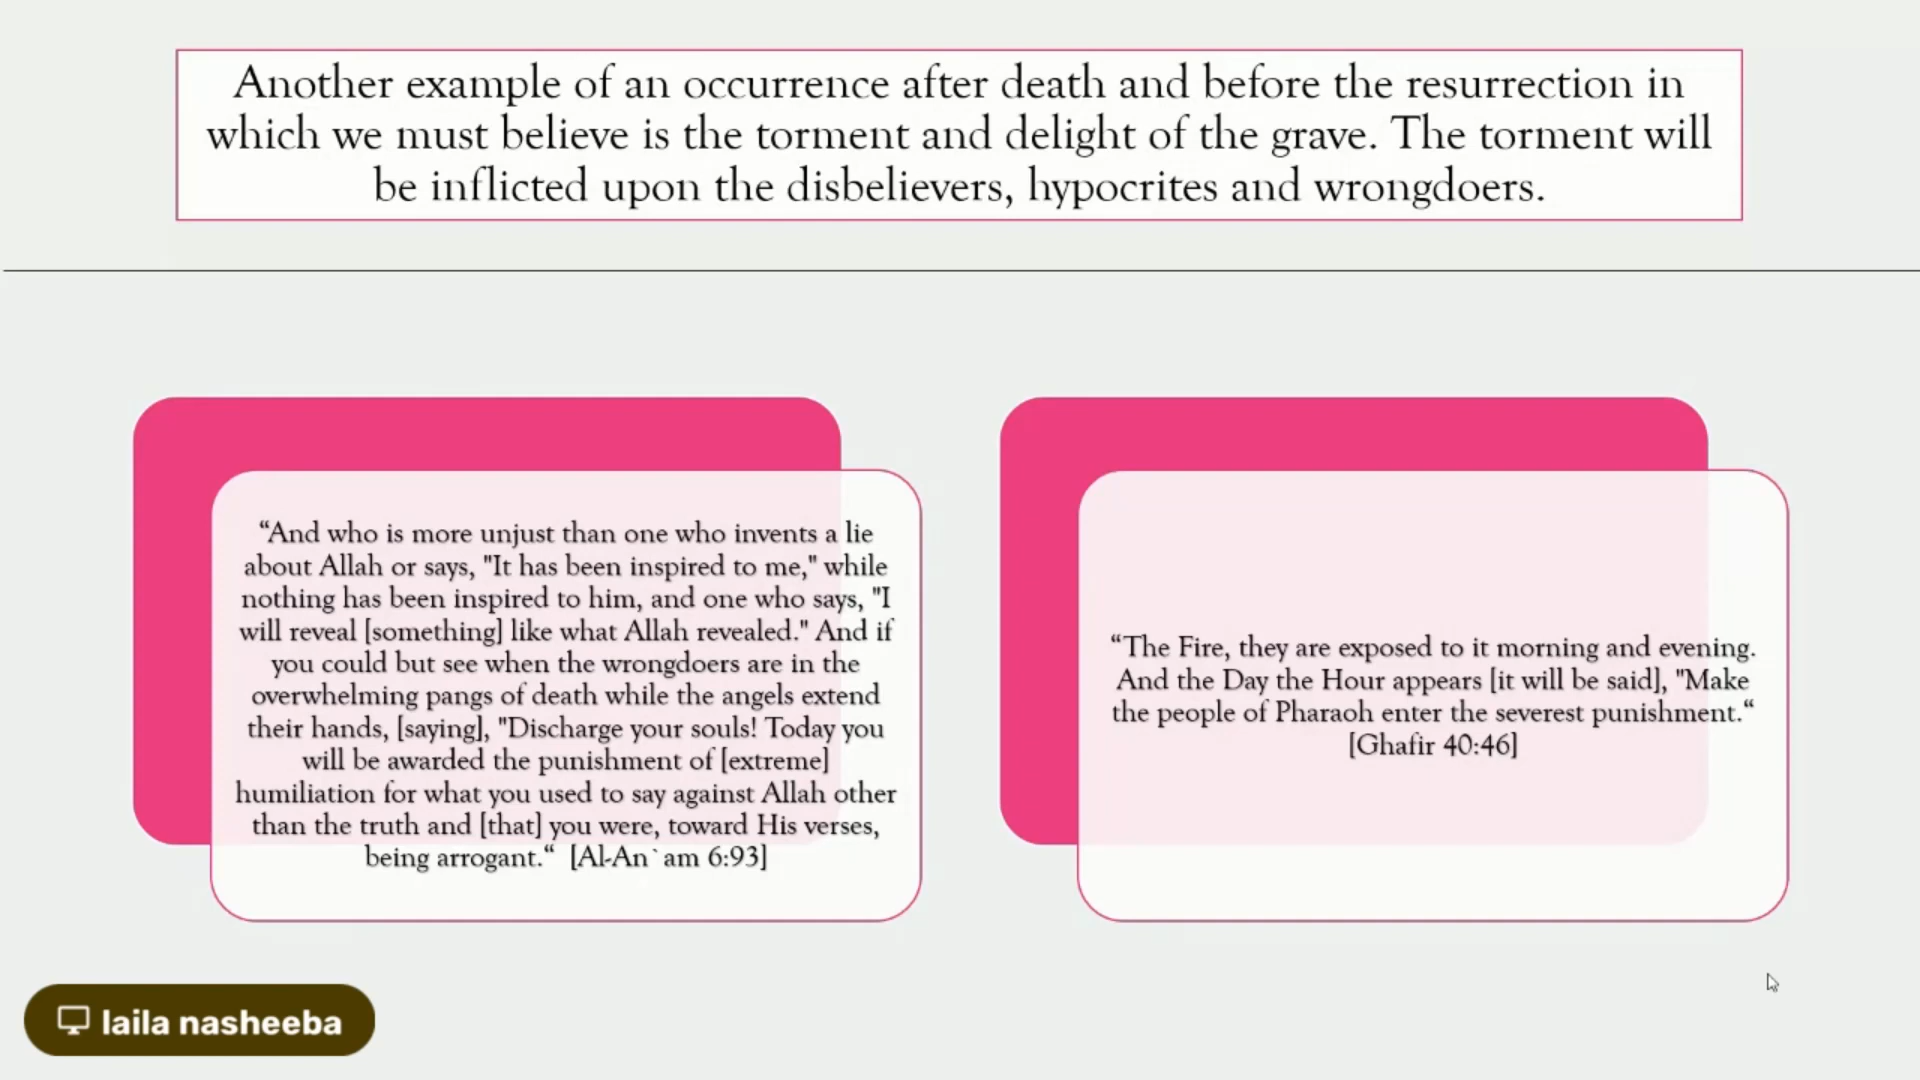 Another example of an occurrence after death and before the resurrection in
which we must believe is the torment and delight of the grave. The torment will
be inflicted upon the disbelievers, hypocrites and wrongdoers.
“And who is more unjust than one who invents a lie
about Allah or says, "It has been inspired to me," while
nothing has been inspired to him, and one who says, "I
will reveal [something] like what Allah revealed." And if
you could but see when the wrongdoers are in the
overwhelming pangs of death while the angels extend
their hands, [saying], "Discharge your souls! Today you
will be awarded the punishment of [extreme]
humiliation for what you used to say against Allah other
than the truth and [that] you were, toward His verses,
being arrogant.“ [Al-An`am 6:93]
“The Fire, they are exposed to it morning and evening.
And the Day the Hour appears [it will be said], "Make
the people of Pharaoh enter the severest punishment.“
[Ghafir 40:46]
laila nasheeba